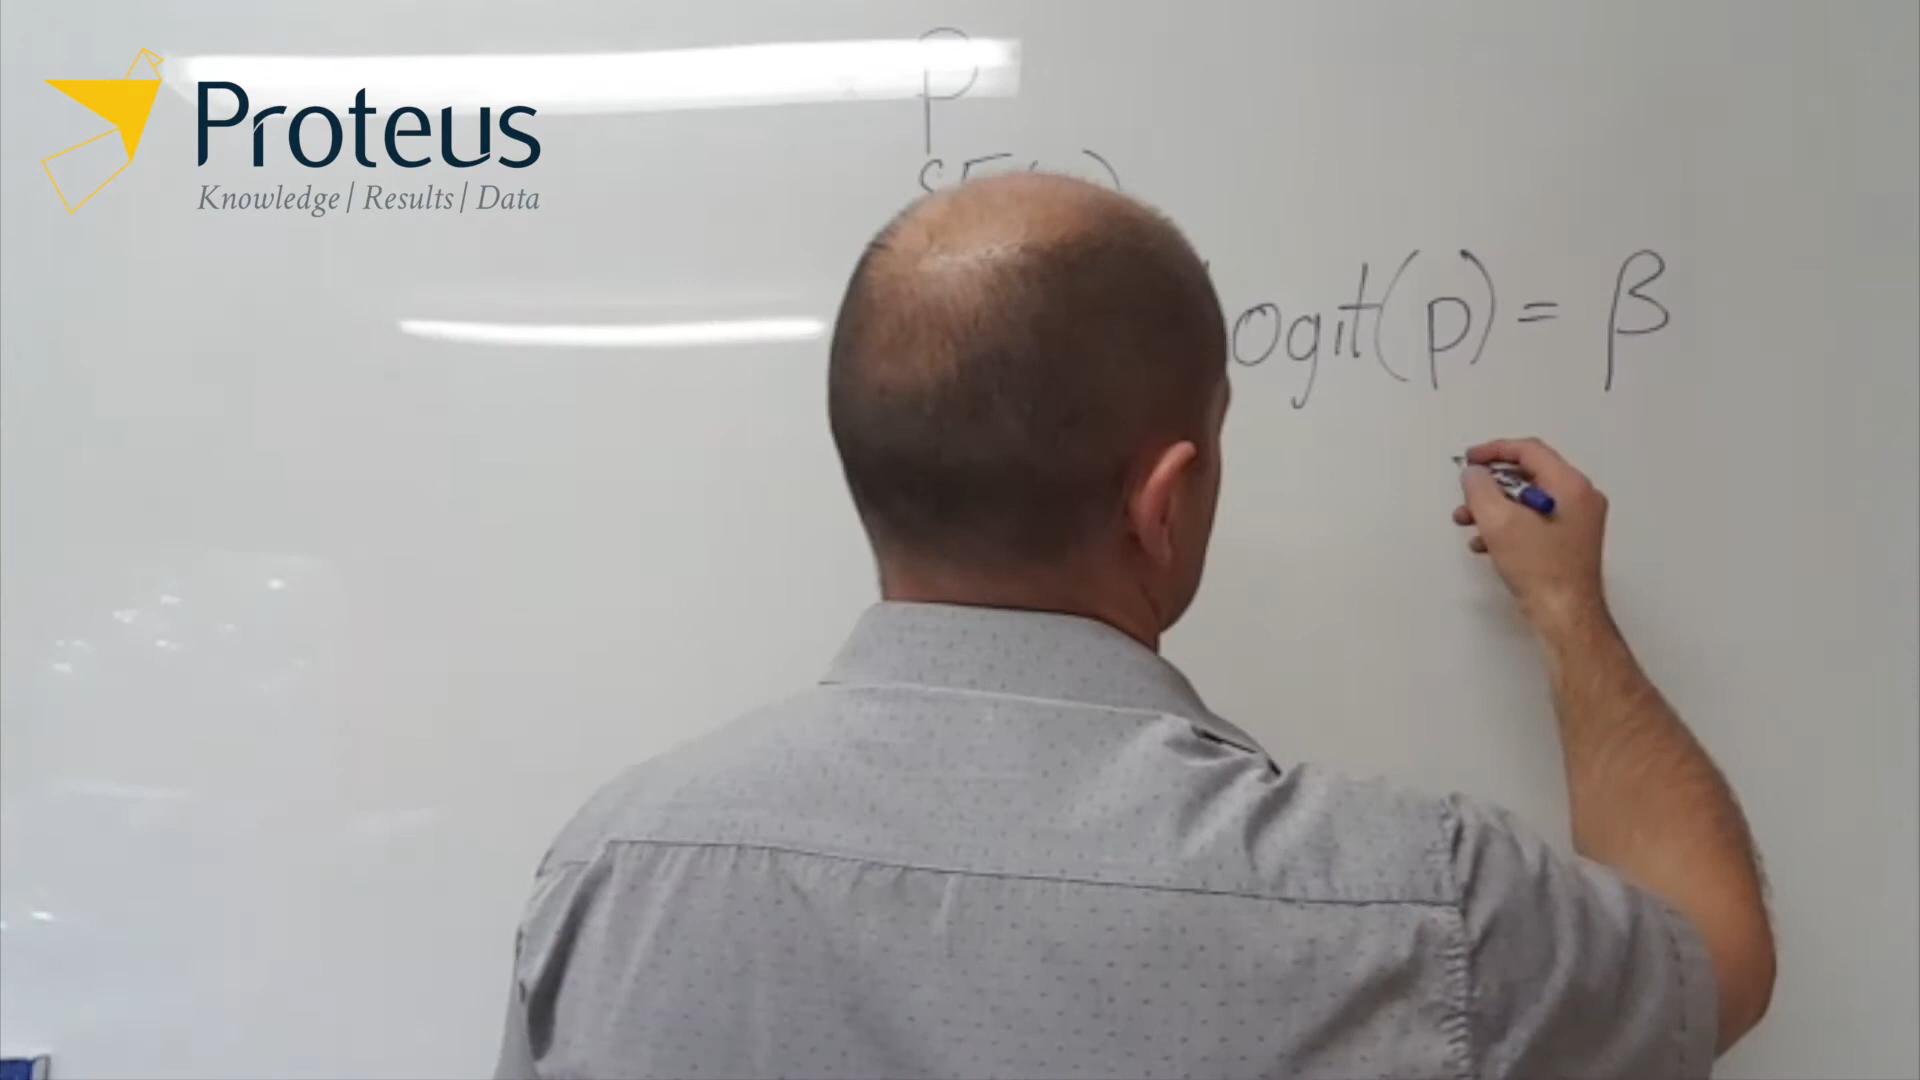 Proteus
Knowledge | Results | Data
p
ogit(p) = β